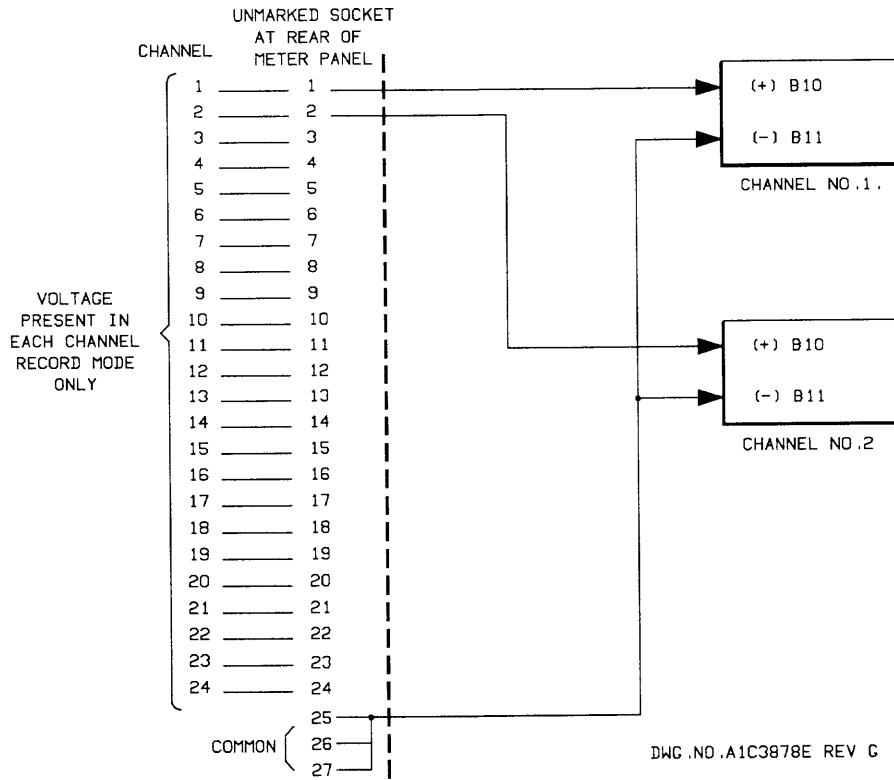 UNMARKED SOCKET
AT REAR OF
METER PANEL
CHANNEL
1 1
2 2
3 3
4 4
5 5
6 6
7 7
8 8
9 9
10 10
11 11
12 12
13 13
14 14
15 15
16 16
17 17
18 18
19 19
20 20
21 21
22 22
23 23
24 24
25
26
27
VOLTAGE
PRESENT IN
EACH CHANNEL
RECORD MODE
ONLY
COMMON
(+) B10
(-) B11
CHANNEL NO.1.
(+) B10
(-) B11
CHANNEL NO.2
DWG.NO.A1C3878E REV G